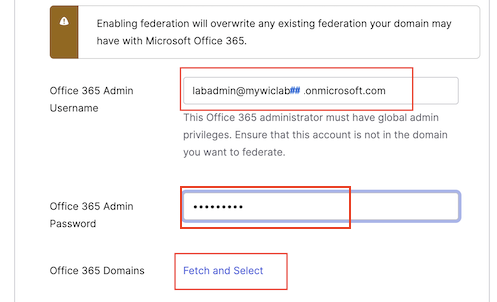 Enabling federation will overwrite any existing federation your domain may
have with Microsoft Office 365.
Office 365 Admin
Username
labadmin@mywiclab## .onmicrosoft.com
This Office 365 administrator must have global admin
privileges. Ensure that this account is not in the domain
you want to federate.
Office 365 Admin
Password
•••••••••
Office 365 Domains
Fetch and Select